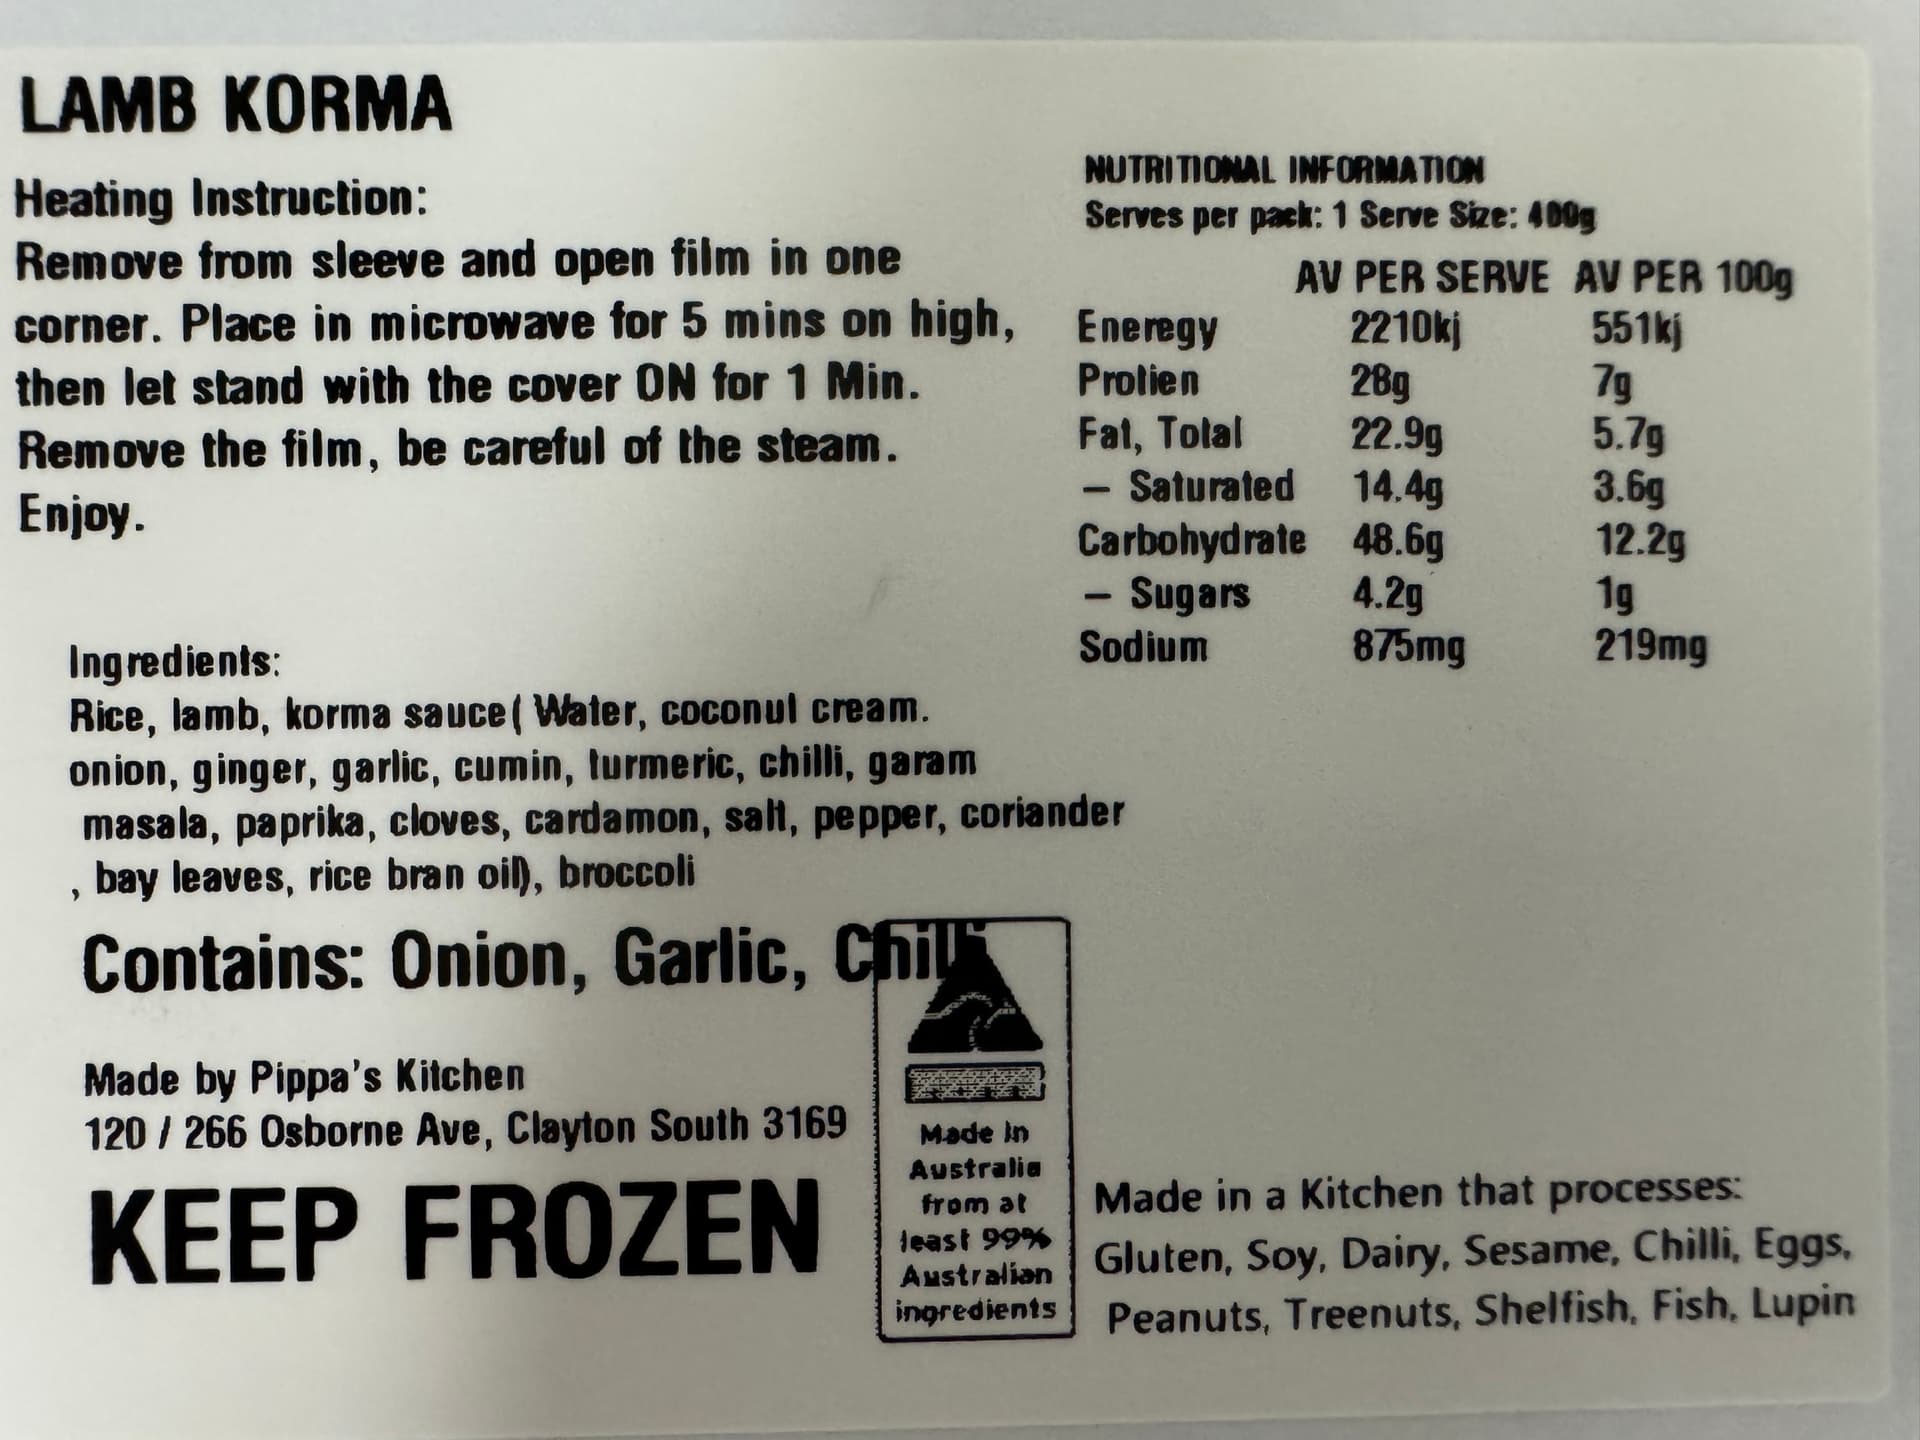 LAMB KORMA
Heating Instruction:
Remove from sleeve and open film in one
corner. Place in microwave for 5 mins on high,
then let stand with the cover ON for 1 Min.
Remove the film, be careful of the steam.
Enjoy.
NUTRITIONAL INFORMATION
Serves per pack: 1 Serve Size: 400g
AV PER SERVE AV PER 100g
Eneregy 2210kj 551kj
Protien 28g 7g
Fat, Total 22.9g 5.7g
– Saturated 14.4g 3.6g
Carbohydrate 48.6g 12.2g
– Sugars 4.2g 1g
Sodium 875mg 219mg
Ingredients:
Rice, lamb, korma sauce( Water, coconut cream.
onion, ginger, garlic, cumin, turmeric, chilli, garam
masala, paprika, cloves, cardamon, salt, pepper, coriander
, bay leaves, rice bran oil), broccoli
Contains: Onion, Garlic, Chilli
Made by Pippa's Kitchen
120 / 266 Osborne Ave, Clayton South 3169
KEEP FROZEN
Made in
Australia
from at
least 99%
Australian
ingredients
Made in a Kitchen that processes:
Gluten, Soy, Dairy, Sesame, Chilli, Eggs,
Peanuts, Treenuts, Shelfish, Fish, Lupin